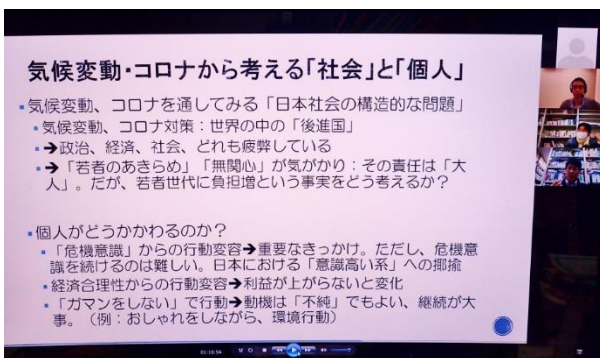 気候変動・コロナから考える「社会」と「個人」
▪気候変動、コロナを通してみる「日本社会の構造的な問題」
▪気候変動、コロナ対策：世界の中の「後進国」
▪➔政治、経済、社会、どれも疲弊している
▪➔「若者のあきらめ」「無関心」が気がかり：その責任は「大
人」。だが、若者世代に負担増という事実をどう考えるか？
▪個人がどうかかわるのか？
▪「危機意識」からの行動変容➔重要なきっかけ。ただし、危機意
識を続けるのは難しい。日本における「意識高い系」への揶揄
▪経済合理性からの行動変容➔利益が上がらないと変化
▪「ガマンをしない」で行動➔動機は「不純」でもよい、継続が大
事。（例：おしゃれをしながら、環境行動）
01:10:54